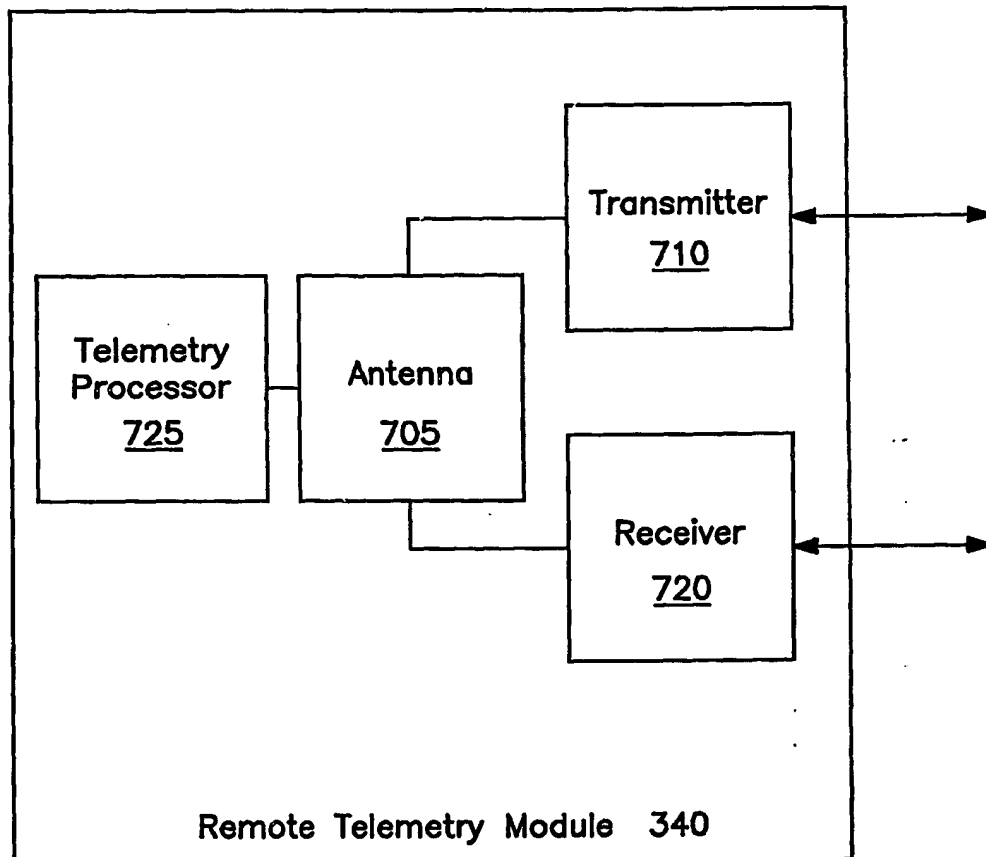 Transmitter
710
Telemetry
Processor
725
Antenna
705
Receiver
720
Remote Telemetry Module 340